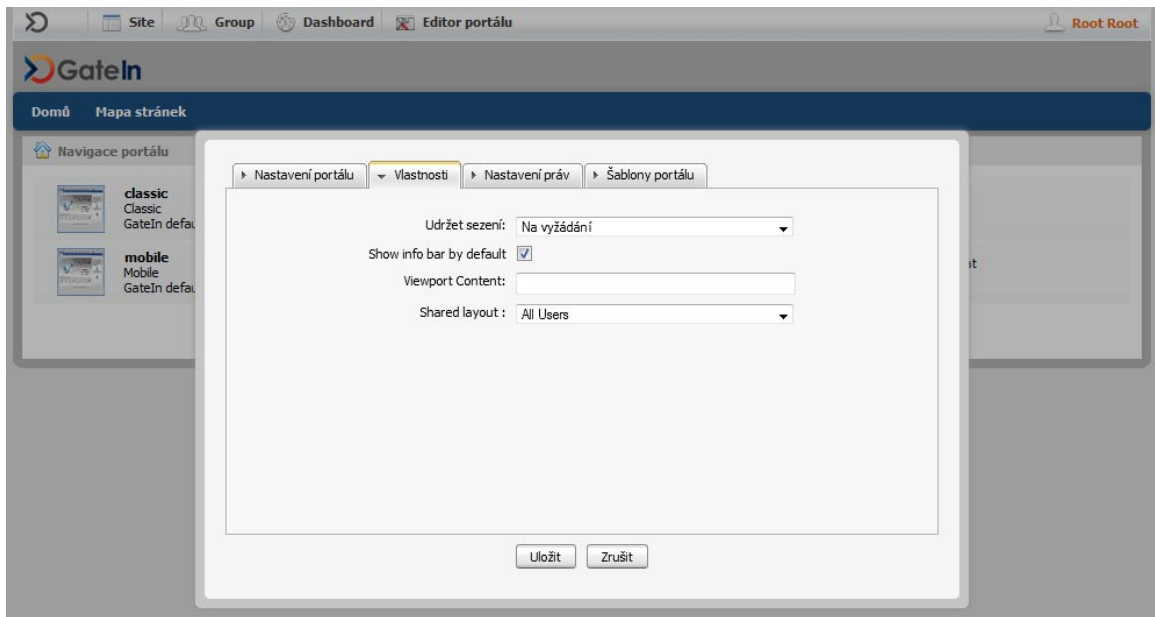 Site Group Dashboard Editor portálu Root Root
GateIn
Domů Mapa stránek
Navigace portálu
classic
Classic
GateIn defau
mobile
Mobile
GateIn defau
Nastavení portálu Vlastnosti Nastavení práv Šablony portálu
Udržet sezení: Na vyžádání
Show info bar by default
Viewport Content:
Shared layout : All Users
Uložit Zrušit